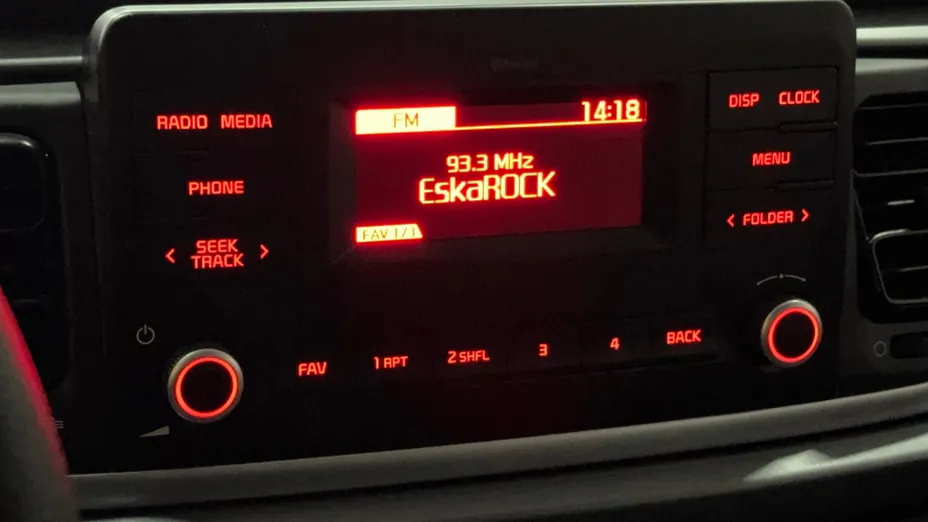 RADIO MEDIA
PHONE
< SEEK TRACK >
FM 14:18
93.3 MHz
EskaROCK
FAV 1/3
DISP CLOCK
MENU
< FOLDER >
FAV 1 RPT 2 SHFL 3 4 BACK